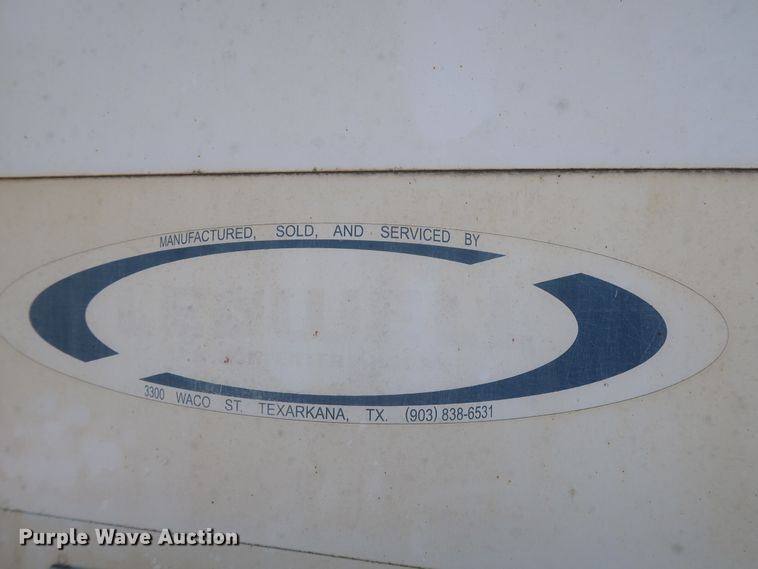 MANUFACTURED, SOLD, AND SERVICED BY
3300 WACO ST. TEXARKANA, TX. (903) 838-6531
Purple Wave Auction